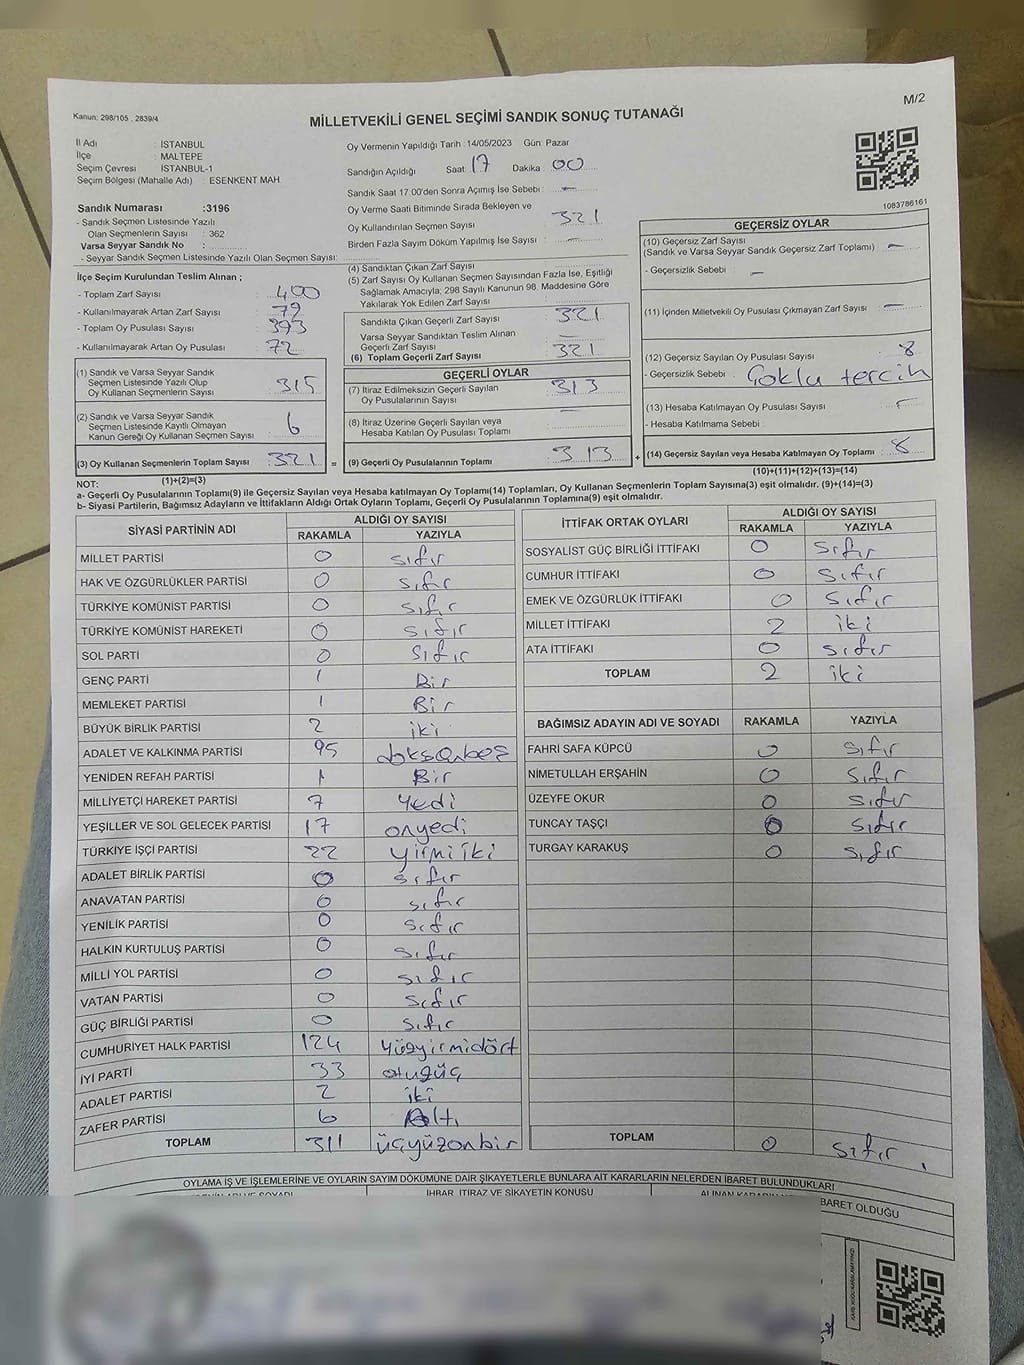 Kanun: 298/105 . 2839/4
M/2
MİLLETVEKİLİ GENEL SEÇİMİ SANDIK SONUÇ TUTANAĞI
İl Adı : İSTANBUL
İlçe : MALTEPE
Seçim Çevresi : İSTANBUL-1
Seçim Bölgesi (Mahalle Adı) : ESENKENT MAH.
Oy Vermenin Yapıldığı Tarih : 14/05/2023 Gün: Pazar
Sandığın Açıldığı Saat : 17 Dakika : 00
Sandık Saat 17:00'den Sonra Açımış İse Sebebi : -
Oy Verme Saati Bitiminde Sırada Bekleyen ve
Oy Kullandırılan Seçmen Sayısı : 321
Birden Fazla Sayım Döküm Yapılmış İse Sayısı : -
1083786161
Sandık Numarası :3196
- Sandık Seçmen Listesinde Yazılı
Olan Seçmenlerin Sayısı : 362
Varsa Seyyar Sandık No :
- Seyyar Sandık Seçmen Listesinde Yazılı Olan Seçmen Sayısı:
İlçe Seçim Kurulundan Teslim Alınan ;
- Toplam Zarf Sayısı : 400
- Kullanılmayarak Artan Zarf Sayısı : 79
- Toplam Oy Pusulası Sayısı : 393
- Kullanılmayarak Artan Oy Pusulası : 72
(1) Sandık ve Varsa Seyyar Sandık
Seçmen Listesinde Yazılı Olup
Oy Kullanan Seçmenlerin Sayısı : 315
(2) Sandık ve Varsa Seyyar Sandık
Seçmen Listesinde Kayıtlı Olmayan
Kanun Gereği Oy Kullanan Seçmen Sayısı : 6
(3) Oy Kullanan Seçmenlerin Toplam Sayısı : 321 =
(1)+(2)=(3)
(4) Sandıktan Çıkan Zarf Sayısı :
(5) Zarf Sayısı Oy Kullanan Seçmen Sayısından Fazla İse, Eşitliği
Sağlamak Amacıyla, 298 Sayılı Kanunun 98. Maddesine Göre
Yakılarak Yok Edilen Zarf Sayısı :
Sandıkta Çıkan Geçerli Zarf Sayısı : 321
Varsa Seyyar Sandıktan Teslim Alınan
Geçerli Zarf Sayısı : -
(6) Toplam Geçerli Zarf Sayısı : 321
GEÇERLİ OYLAR
(7) İtiraz Edilmeksizin Geçerli Sayılan
Oy Pusulalarının Sayısı : 313
(8) İtiraz Üzerine Geçerli Sayılan veya
Hesaba Katılan Oy Pusulası Toplamı : -
(9) Geçerli Oy Pusulalarının Toplamı : 313 +
GEÇERSİZ OYLAR
(10) Geçersiz Zarf Sayısı
(Sandık ve Varsa Seyyar Sandık Geçersiz Zarf Toplamı) : -
- Geçersizlik Sebebi : -
(11) İçinden Milletvekili Oy Pusulası Çıkmayan Zarf Sayısı : -
(12) Geçersiz Sayılan Oy Pusulası Sayısı : 8
- Geçersizlik Sebebi : Çoklu tercih
(13) Hesaba Katılmayan Oy Pusulası Sayısı : -
- Hesaba Katılmama Sebebi :
(14) Geçersiz Sayılan veya Hesaba Katılmayan Oy Toplamı : 8
(10)+(11)+(12)+(13)=(14)
NOT:
a- Geçerli Oy Pusulalarının Toplamı(9) ile Geçersiz Sayılan veya Hesaba katılmayan Oy Toplamı(14) Toplamları, Oy Kullanan Seçmenlerin Toplam Sayısına(3) eşit olmalıdır. (9)+(14)=(3)
b- Siyasi Partilerin, Bağımsız Adayların ve İttifakların Aldığı Oyların Toplamı, Geçerli Oy Pusulalarının Toplamına(9) eşit olmalıdır.
SİYASİ PARTİNİN ADI ALDIĞI OY SAYISI
RAKAMLA YAZIYLA
MİLLET PARTİSİ 0 sıfır
HAK VE ÖZGÜRLÜKLER PARTİSİ 0 sıfır
TÜRKİYE KOMÜNİST PARTİSİ 0 sıfır
TÜRKİYE KOMÜNİST HAREKETİ 0 sıfır
SOL PARTİ 0 sıfır
GENÇ PARTİ 1 Bir
MEMLEKET PARTİSİ 1 Bir
BÜYÜK BİRLİK PARTİSİ 2 iki
ADALET VE KALKINMA PARTİSİ 95 doksanbeş
YENİDEN REFAH PARTİSİ 1 Bir
MİLLİYETÇİ HAREKET PARTİSİ 7 Yedi
YEŞİLLER VE SOL GELECEK PARTİSİ 17 onyedi
TÜRKİYE İŞÇİ PARTİSİ 22 yirmi iki
ADALET BİRLİK PARTİSİ 0 sıfır
ANAVATAN PARTİSİ 0 sıfır
YENİLİK PARTİSİ 0 sıfır
HALKIN KURTULUŞ PARTİSİ 0 sıfır
MİLLİ YOL PARTİSİ 0 sıfır
VATAN PARTİSİ 0 sıfır
GÜÇ BİRLİĞİ PARTİSİ 0 sıfır
CUMHURİYET HALK PARTİSİ 124 yüzyirmidört
İYİ PARTİ 33 otuzüç
ADALET PARTİSİ 2 iki
ZAFER PARTİSİ 6 Altı
TOPLAM 311 üçyüzonbir
İTTİFAK ORTAK OYLARI ALDIĞI OY SAYISI
RAKAMLA YAZIYLA
SOSYALİST GÜÇ BİRLİĞİ İTTİFAKI 0 sıfır
CUMHUR İTTİFAKI 0 sıfır
EMEK VE ÖZGÜRLÜK İTTİFAKI 0 sıfır
MİLLET İTTİFAKI 2 iki
ATA İTTİFAKI 0 sıfır
TOPLAM 2 iki
BAĞIMSIZ ADAYIN ADI VE SOYADI RAKAMLA YAZIYLA
FAHRİ SAFA KÜPCÜ 0 sıfır
NİMETULLAH ERŞAHİN 0 sıfır
ÜZEYFE OKUR 0 sıfır
TUNCAY TAŞÇI 0 sıfır
TURGAY KARAKUŞ 0 sıfır
TOPLAM 0 sıfır
OYLAMA İŞ VE İŞLEMLERİNE VE OYLARIN SAYIM DÖKÜMÜNE DAİR ŞİKAYETLERLE BUNLARA AİT KARARLARIN NELERDEN İBARET BULUNDUKLARI
İHBAR, İTİRAZ VE ŞİKAYETİN KONUSU
BARET OLDUĞU